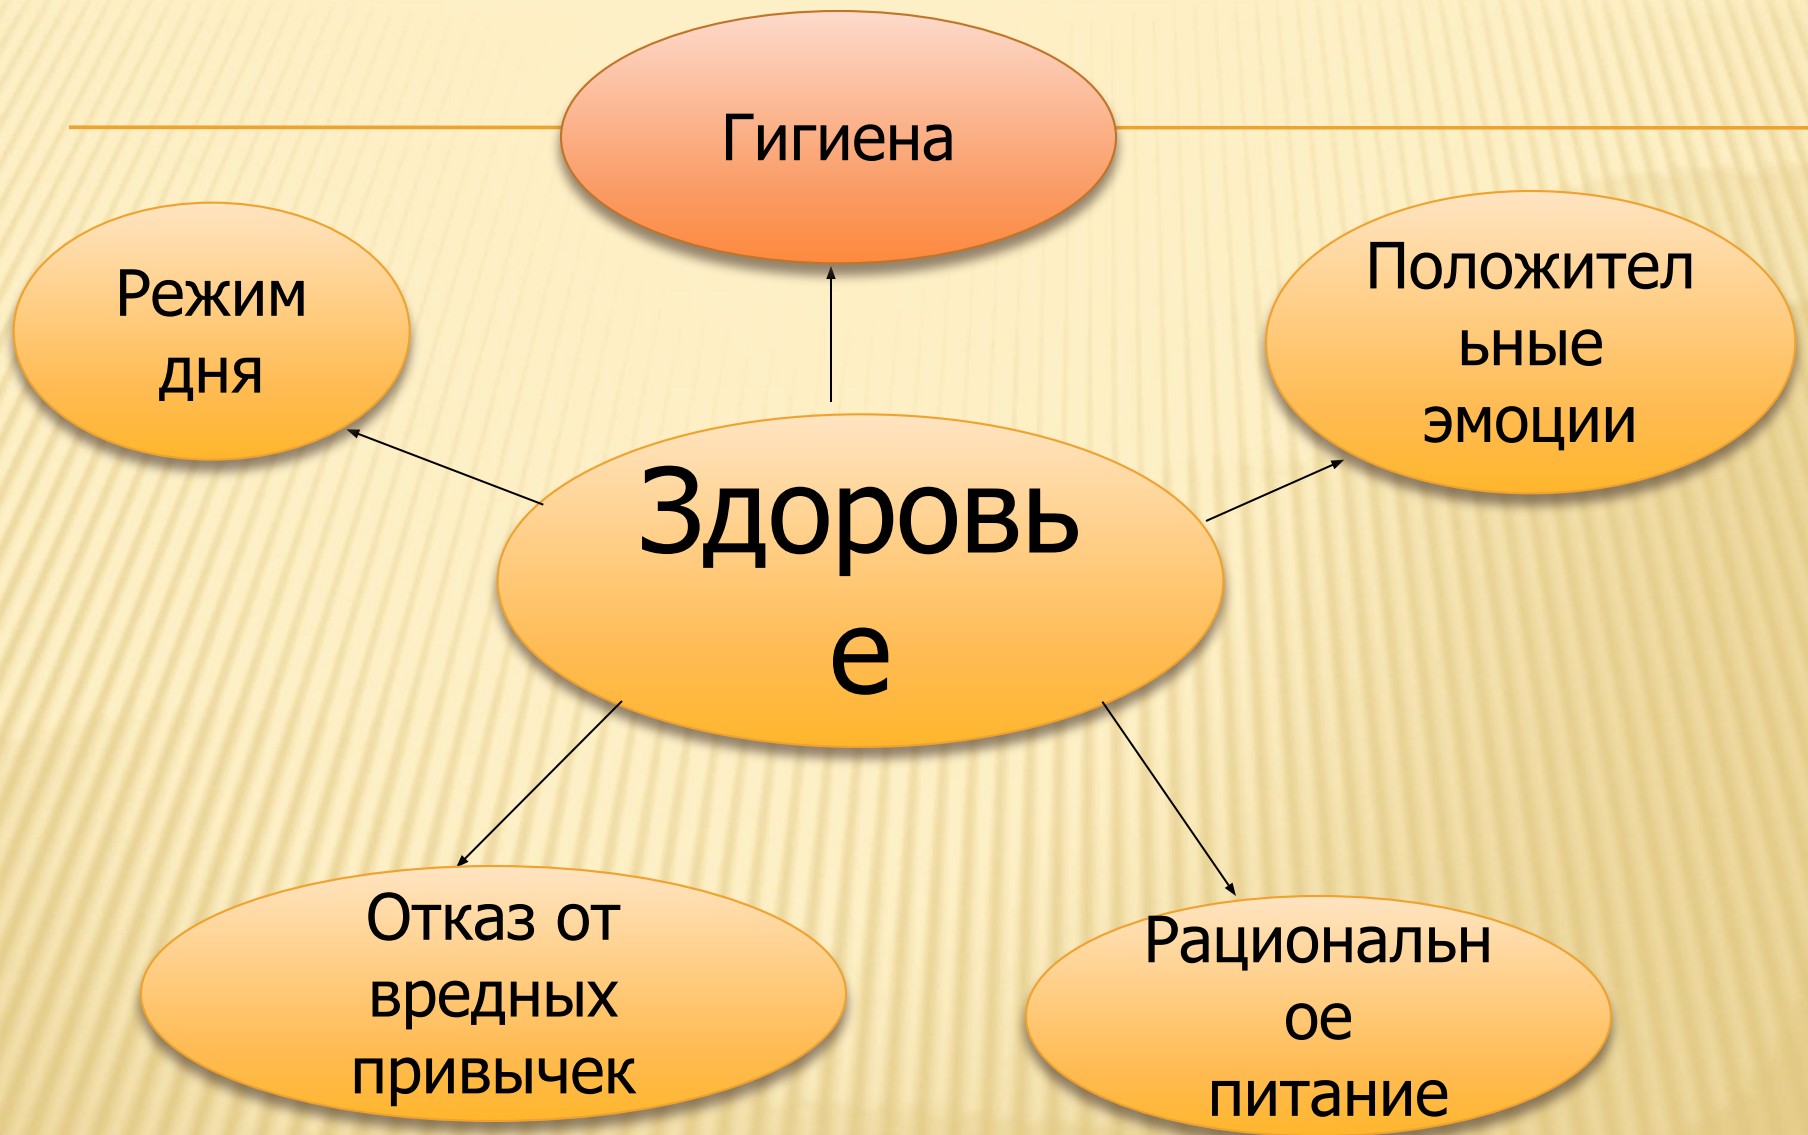 Гигиена
Режим
дня
Положител
ьные
эмоции
Здоровь
е
Отказ от
вредных
привычек
Рациональн
ое
питание